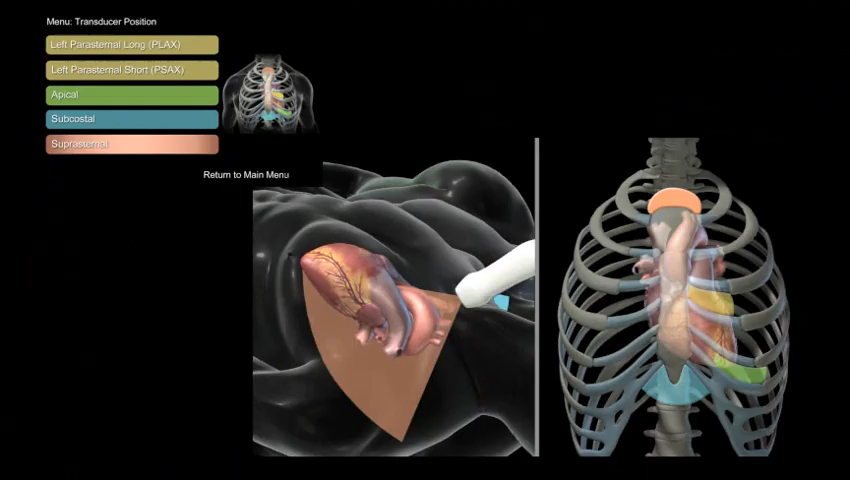 Menu: Transducer Position
Left Parasternal Long (PLAX)
Left Parasternal Short (PSAX)
Apical
Subcostal
Suprasternal
Return to Main Menu